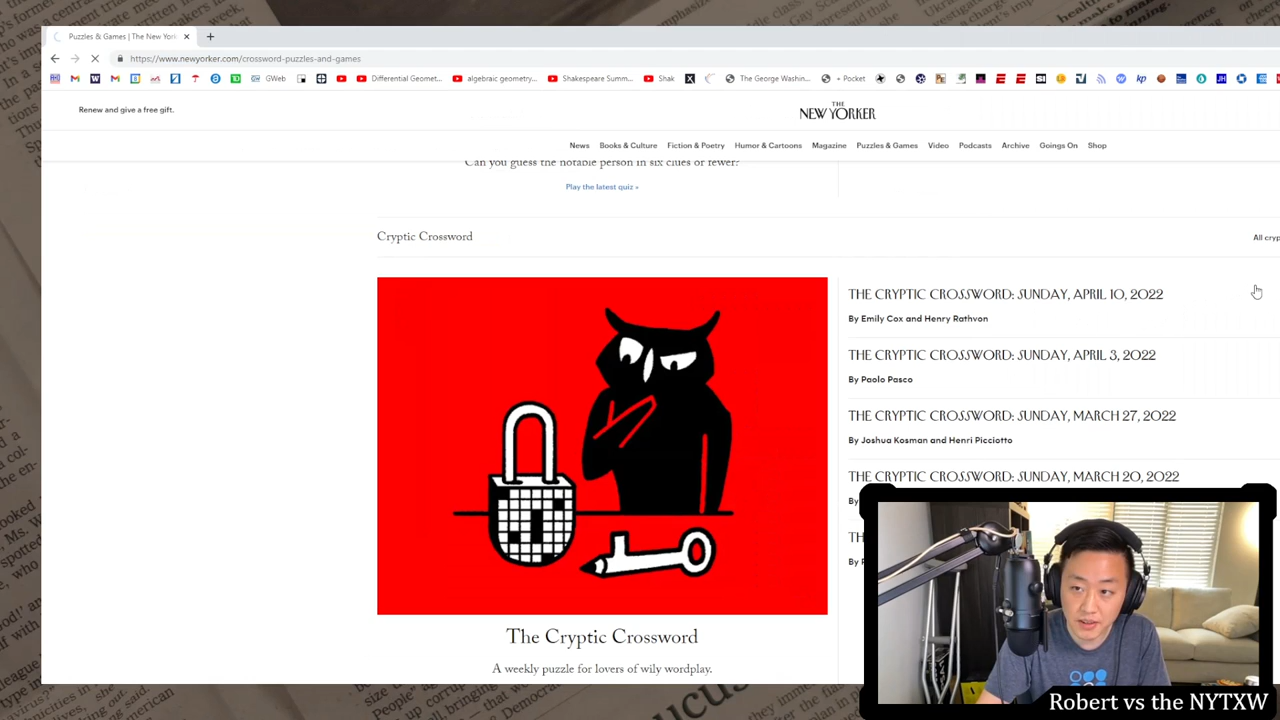 Puzzles & Games | The New York
https://www.newyorker.com/crossword-puzzles-and-games
GWeb
Differential Geomet...
algebraic geometry...
Shakespeare Summ...
Shak
The George Washin...
+ Pocket
Renew and give a free gift.
THE
NEW YORKER
News Books & Culture Fiction & Poetry Humor & Cartoons Magazine Puzzles & Games Video Podcasts Archive Goings On Shop
Can you guess the notable person in six clues or fewer?
Play the latest quiz »
Cryptic Crossword
All cryp
THE CRYPTIC CROSSWORD: SUNDAY, APRIL 10, 2022
By Emily Cox and Henry Rathvon
THE CRYPTIC CROSSWORD: SUNDAY, APRIL 3, 2022
By Paolo Pasco
THE CRYPTIC CROSSWORD: SUNDAY, MARCH 27, 2022
By Joshua Kosman and Henri Picciotto
THE CRYPTIC CROSSWORD: SUNDAY, MARCH 20, 2022
The Cryptic Crossword
A weekly puzzle for lovers of wily wordplay.
Robert vs the NYTXW